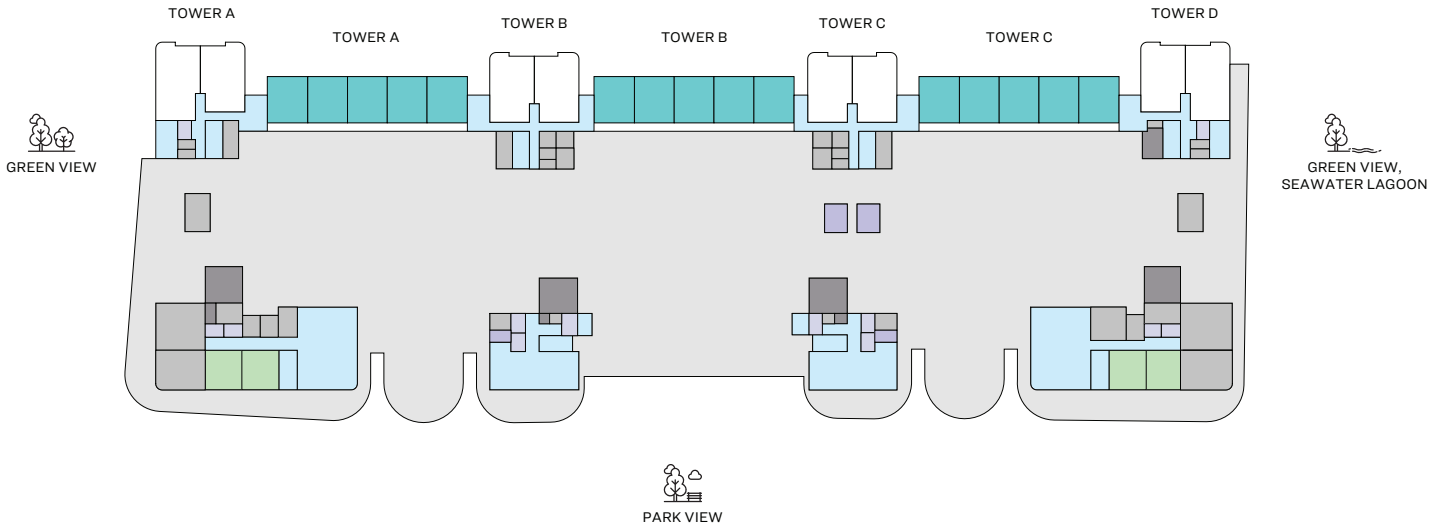 TOWER A
TOWER A
TOWER B
TOWER B
TOWER C
TOWER C
TOWER D
GREEN VIEW
GREEN VIEW,
SEAWATER LAGOON
PARK VIEW